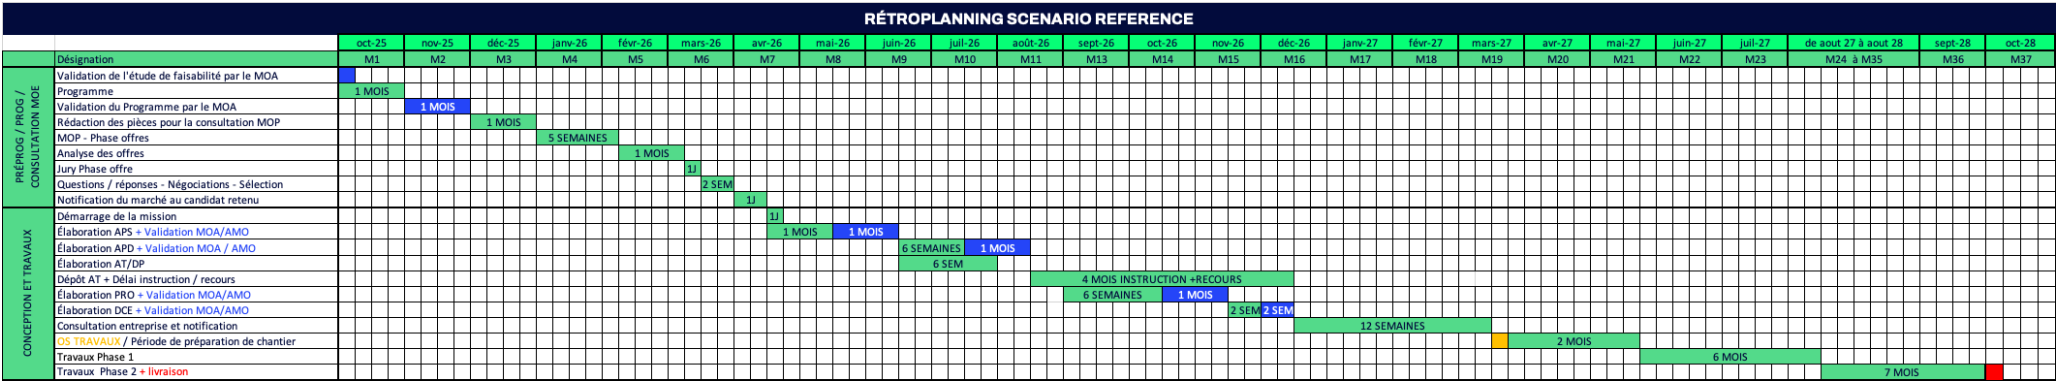 RÉTROPLANNING SCENARIO REFERENCE
oct-25 nov-25 déc-25 janv-26 févr-26 mars-26 avr-26 mai-26 juin-26 juil-26 août-26 sept-26 oct-26 nov-26 déc-26 janv-27 févr-27 mars-27 avr-27 mai-27 juin-27 juil-27 de aout 27 à aout 28 sept-28 oct-28
Désignation M1 M2 M3 M4 M5 M6 M7 M8 M9 M10 M11 M13 M14 M15 M16 M17 M18 M19 M20 M21 M22 M23 M24 à M35 M36 M37
PRÉPROG / PROG /
CONSULTATION MOE
Validation de l'étude de faisabilité par le MOA
Programme 1 MOIS
Validation du Programme par le MOA 1 MOIS
Rédaction des pièces pour la consultation MOP 1 MOIS
MOP - Phase offres 5 SEMAINES
Analyse des offres 1 MOIS
Jury Phase offre 1J
Questions / réponses - Négociations - Sélection 2 SEM
Notification du marché au candidat retenu 1J
CONCEPTION ET TRAVAUX
Démarrage de la mission 1J
Élaboration APS + Validation MOA/AMO 1 MOIS 1 MOIS
Élaboration APD + Validation MOA / AMO 6 SEMAINES 1 MOIS
Élaboration AT/DP 6 SEM
Dépôt AT + Délai instruction / recours 4 MOIS INSTRUCTION +RECOURS
Élaboration PRO + Validation MOA/AMO 6 SEMAINES 1 MOIS
Élaboration DCE + Validation MOA/AMO 2 SEM 2 SEM
Consultation entreprise et notification 12 SEMAINES
OS TRAVAUX / Période de préparation de chantier 2 MOIS
Travaux Phase 1 6 MOIS
Travaux Phase 2 + livraison 7 MOIS